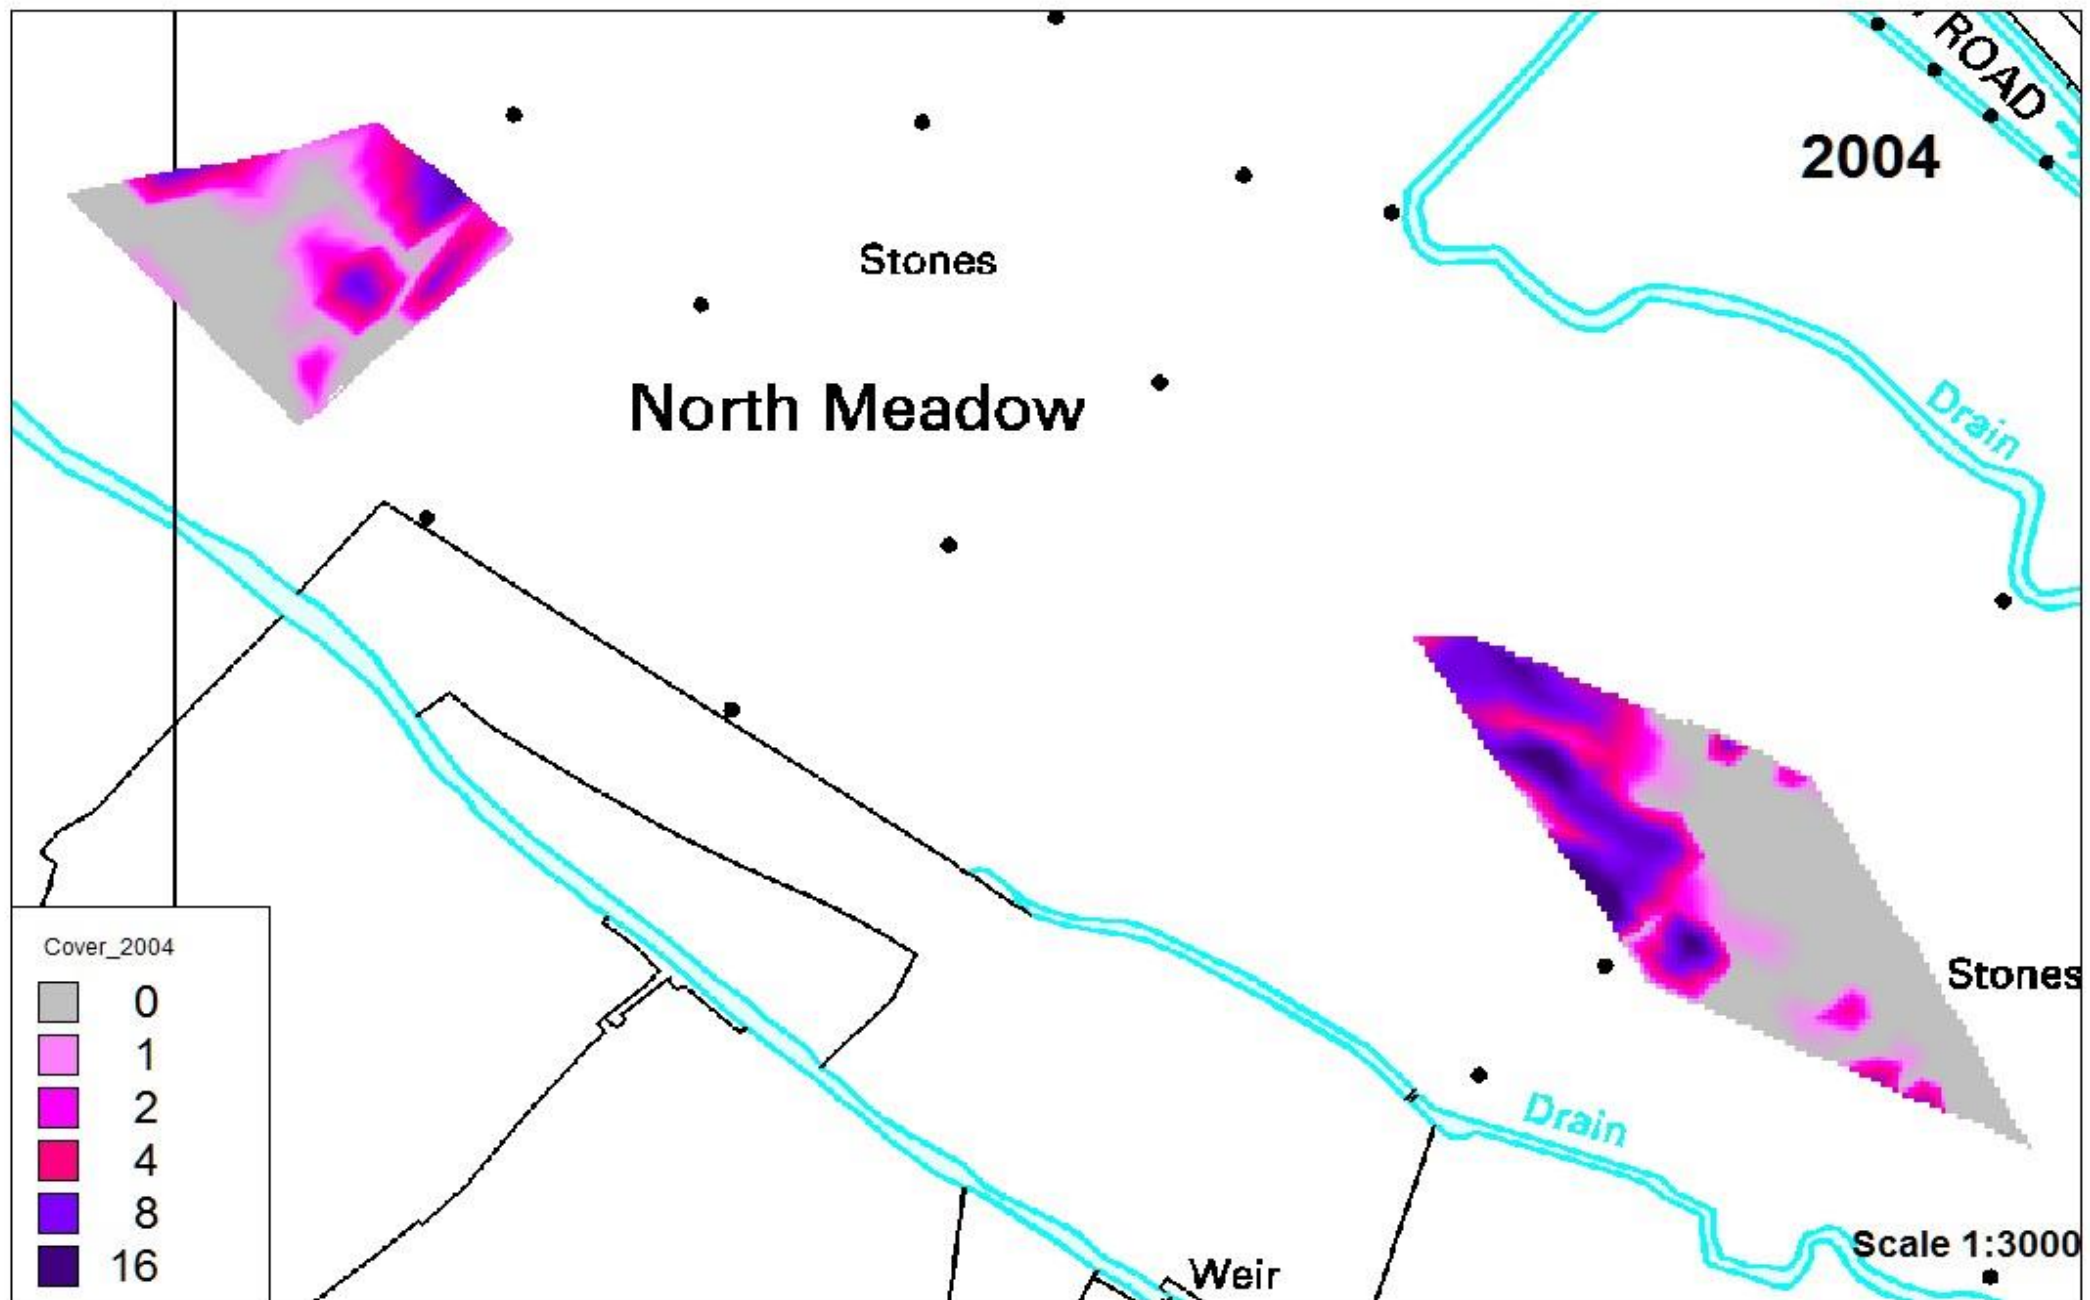 ROAD
2004
Stones
North Meadow
Drain
Stones
Cover_2004
0
1
2
4
8
16
Drain
Scale 1:3000
Weir